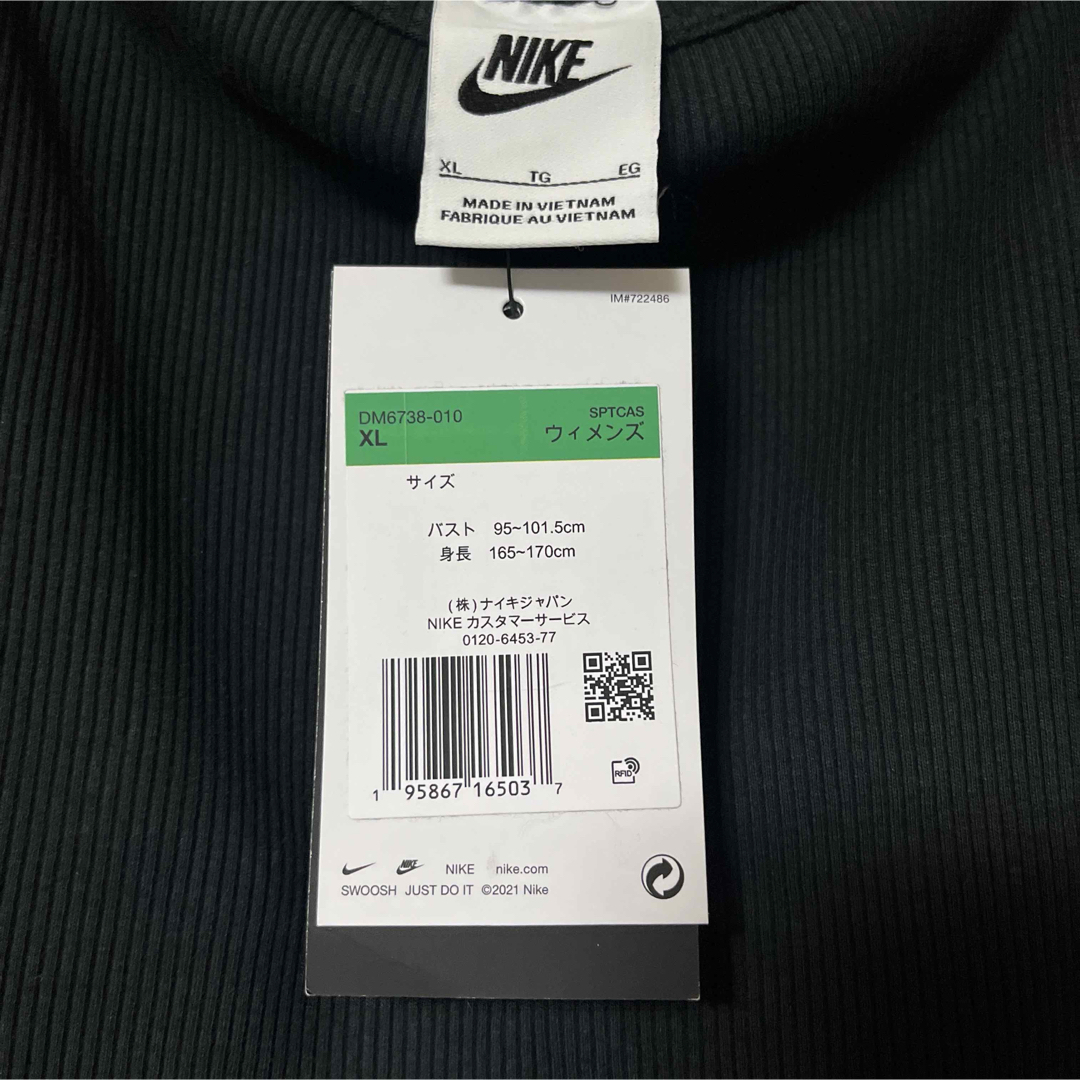 NIKE
XL TG EG
MADE IN VIETNAM
FABRIQUE AU VIETNAM
IM#722486
DM6738-010 SPTCAS
XL ウィメンズ
サイズ
バスト 95~101.5cm
身長 165~170cm
(株)ナイキジャパン
NIKE カスタマーサービス
0120-6453-77
1 95867 16503 7
RFID
NIKE NIKE nike.com
SWOOSH JUST DO IT ©2021 Nike